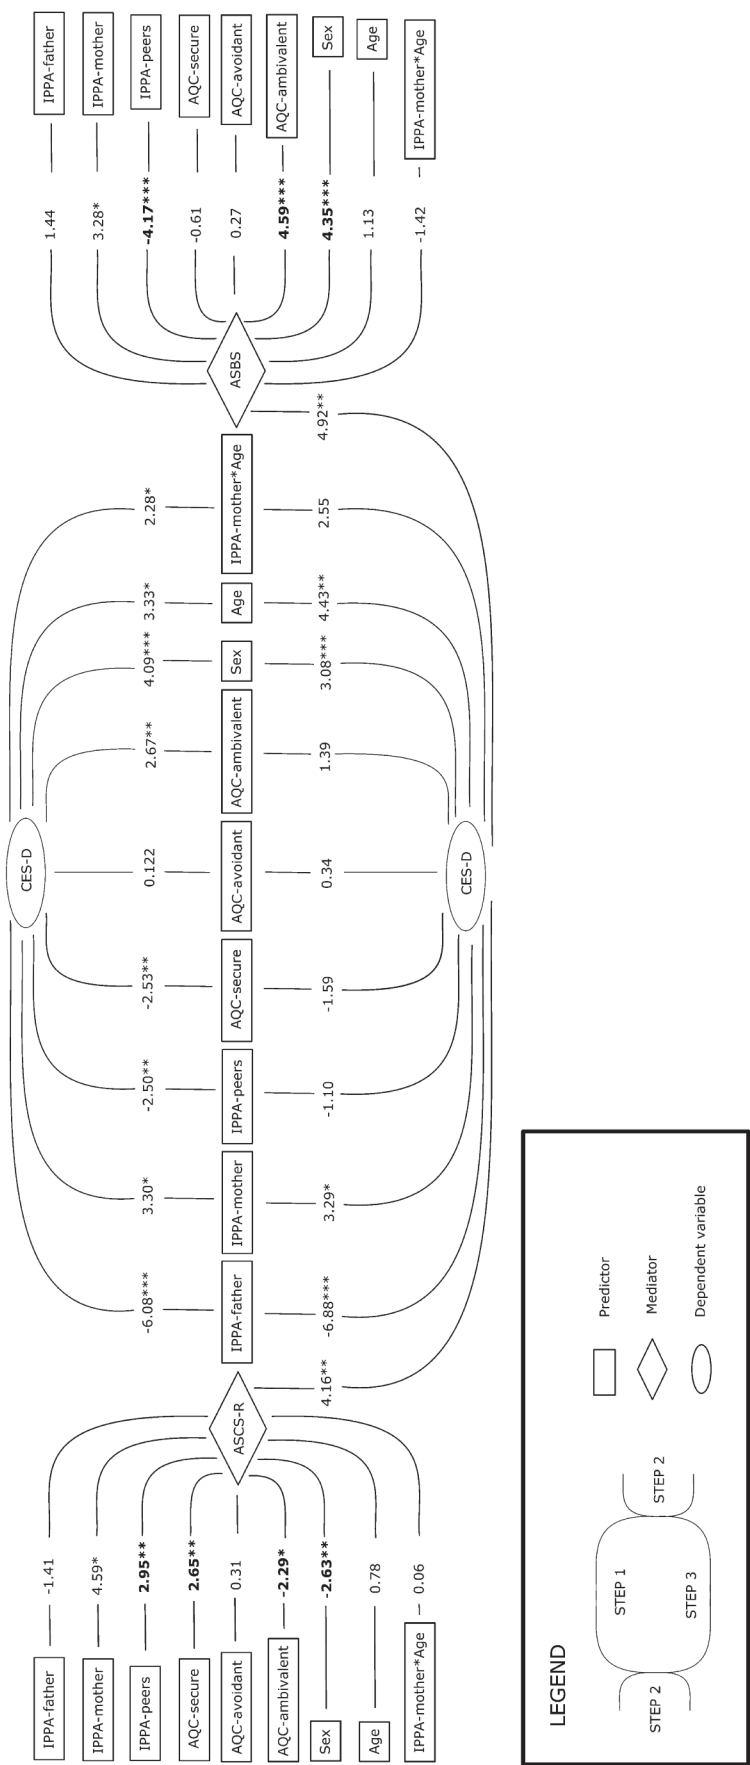 IPPA-father
IPPA-mother
IPPA-peers
AQC-secure
AQC-avoidant
AQC-ambivalent
Sex
Age
IPPA-mother*Age
-1.41
4.59*
2.95**
2.65**
0.31
-2.29*
-2.63**
0.78
0.06
ASCS-R
4.16**
CES-D
-6.08***
3.30*
-2.50**
-2.53**
0.122
2.67**
4.09***
3.33*
2.28*
IPPA-father
IPPA-mother
IPPA-peers
AQC-secure
AQC-avoidant
AQC-ambivalent
Sex
Age
IPPA-mother*Age
-6.88***
3.29*
-1.10
-1.59
0.34
1.39
3.08***
4.43**
2.55
CES-D
ASBS
4.92**
1.44
3.28*
-4.17***
-0.61
0.27
4.59***
4.35***
1.13
-1.42
IPPA-father
IPPA-mother
IPPA-peers
AQC-secure
AQC-avoidant
AQC-ambivalent
Sex
Age
IPPA-mother*Age
LEGEND
STEP 2
STEP 1
STEP 3
STEP 2
Predictor
Mediator
Dependent variable